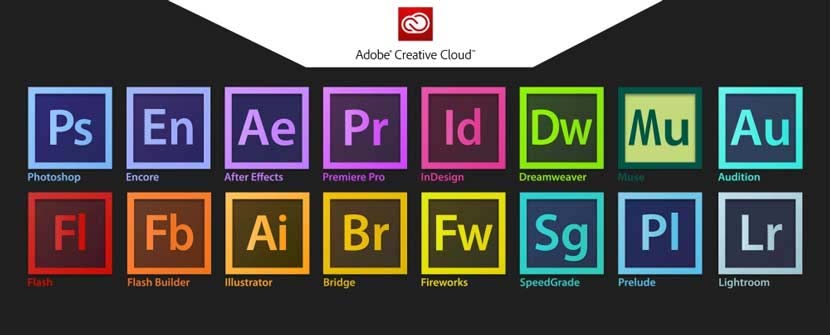 Adobe® Creative Cloud™
Ps En Ae Pr Id Dw Mu Au
Photoshop Encore After Effects Premiere Pro InDesign Dreamweaver Muse Audition
Fl Fb Ai Br Fw Sg Pl Lr
Flash Flash Builder Illustrator Bridge Fireworks SpeedGrade Prelude Lightroom